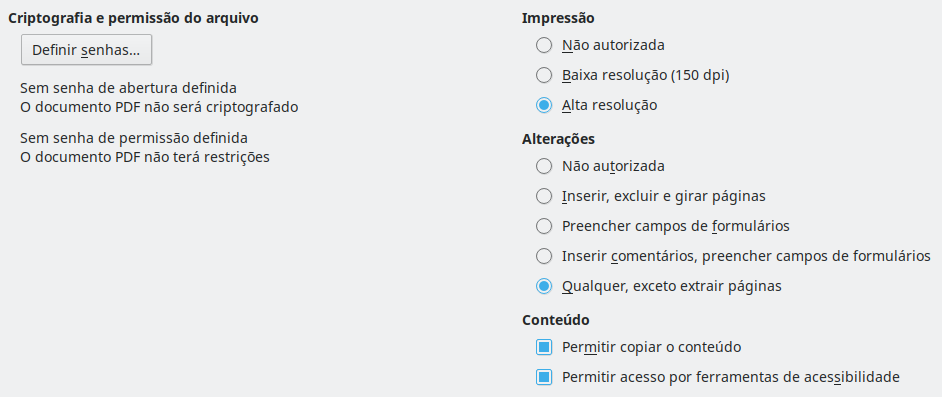 Criptografia e permissão do arquivo
Definir senhas...
Sem senha de abertura definida
O documento PDF não será criptografado
Sem senha de permissão definida
O documento PDF não terá restrições
Impressão
Não autorizada
Baixa resolução (150 dpi)
Alta resolução
Alterações
Não autorizada
Inserir, excluir e girar páginas
Preencher campos de formulários
Inserir comentários, preencher campos de formulários
Qualquer, exceto extrair páginas
Conteúdo
Permitir copiar o conteúdo
Permitir acesso por ferramentas de acessibilidade